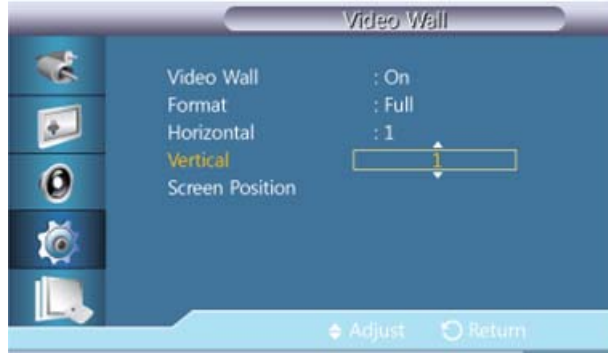 Video Wall
Video Wall : On
Format : Full
Horizontal : 1
Vertical 1
Screen Position
Adjust Return